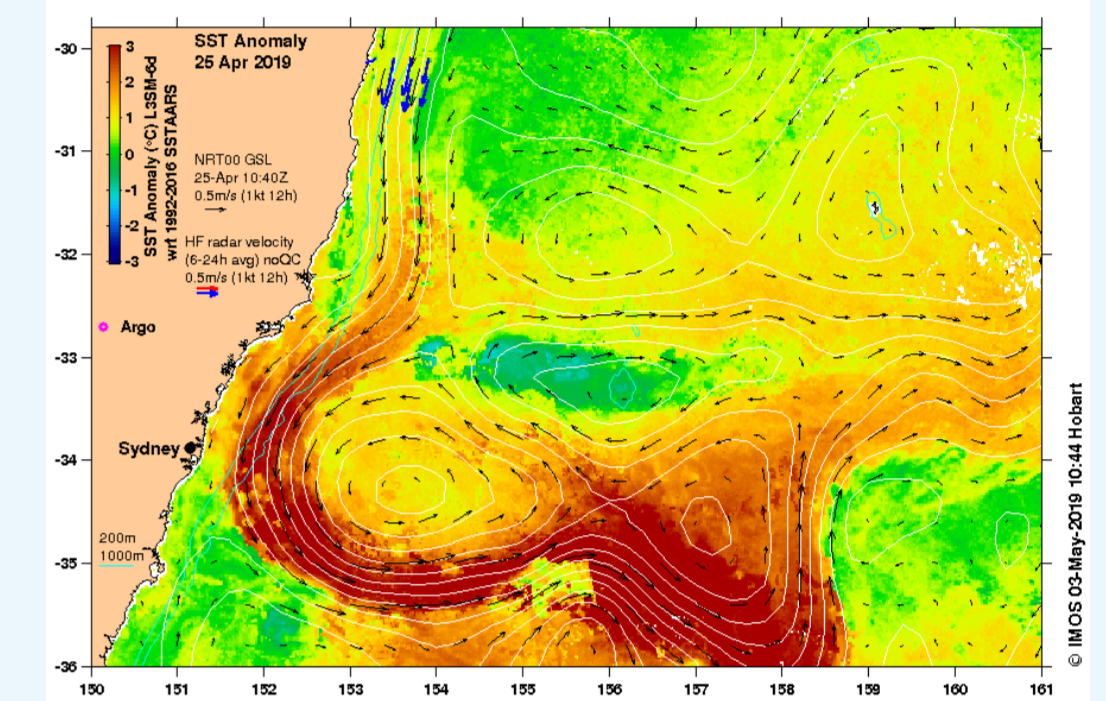 SST Anomaly
25 Apr 2019
3
2
1
0
-1
-2
-3
SST Anomaly (°C) L3SM-6d
wrt 1992-2016 SSTAARS
NRT00 GSL
25-Apr 10:40Z
0.5m/s (1kt 12h)
HF radar velocity
(6-24h avg) noQC
0.5m/s (1kt 12h)
Argo
Sydney
200m
1000m
-30
-31
-32
-33
-34
-35
-36
150 151 152 153 154 155 156 157 158 159 160 161
© IMOS 03-May-2019 10:44 Hobart